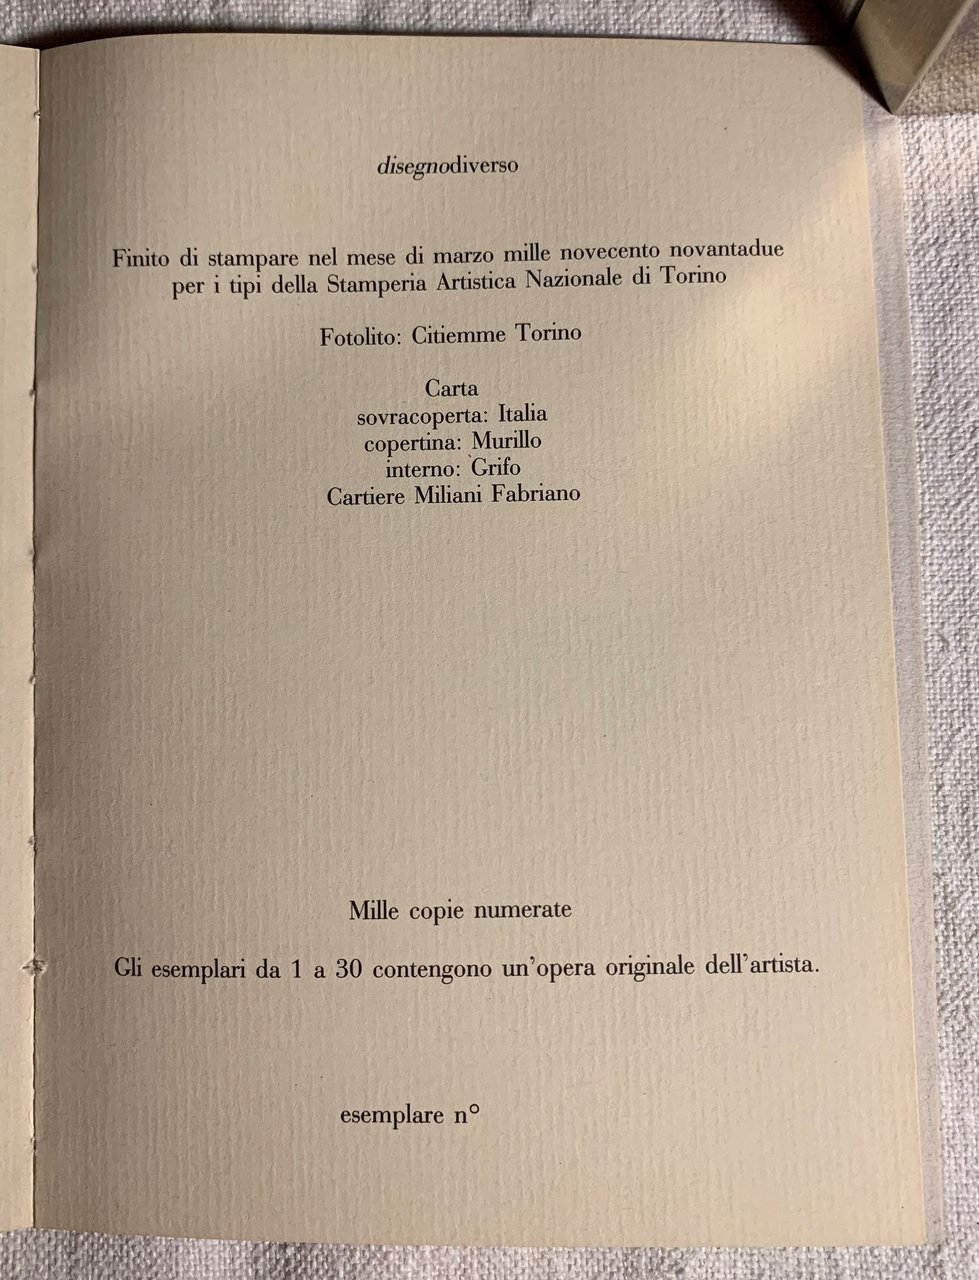 disegnodiverso
Finito di stampare nel mese di marzo mille novecento novantadue
per i tipi della Stamperia Artistica Nazionale di Torino
Fotolito: Citiemme Torino
Carta
sovracoperta: Italia
copertina: Murillo
interno: Grifo
Cartiere Miliani Fabriano
Mille copie numerate
Gli esemplari da 1 a 30 contengono un'opera originale dell'artista.
esemplare n°